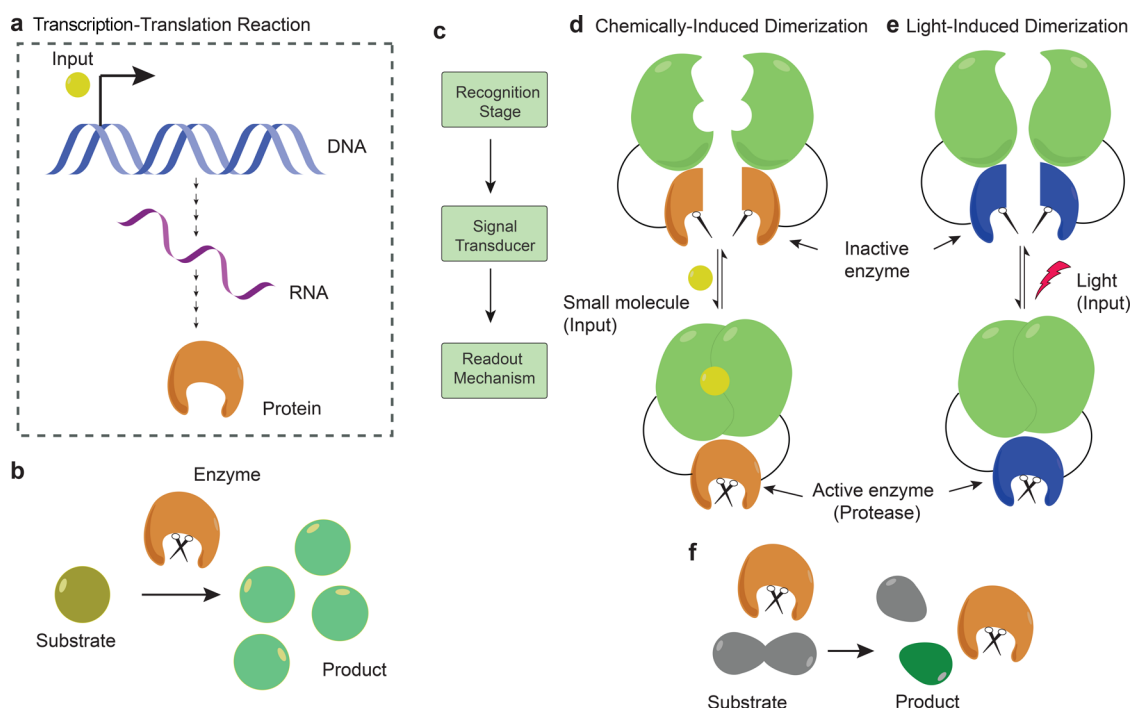 a Transcription-Translation Reaction
Input
DNA
RNA
Protein
b
Enzyme
Substrate
Product
c
Recognition
Stage
Signal
Transducer
Readout
Mechanism
d Chemically-Induced Dimerization
Small molecule
(Input)
e Light-Induced Dimerization
Inactive
enzyme
Light
(Input)
Active enzyme
(Protease)
f
Substrate
Product